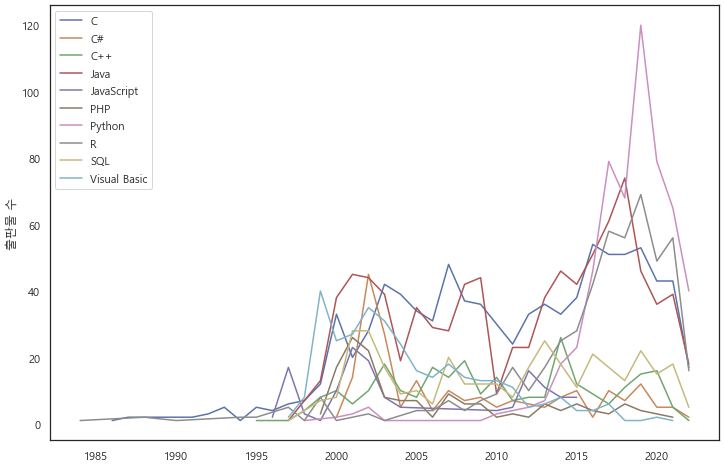 120
100
80
60
40
20
0
출판물 수
C
C#
C++
Java
JavaScript
PHP
Python
R
SQL
Visual Basic
1985 1990 1995 2000 2005 2010 2015 2020